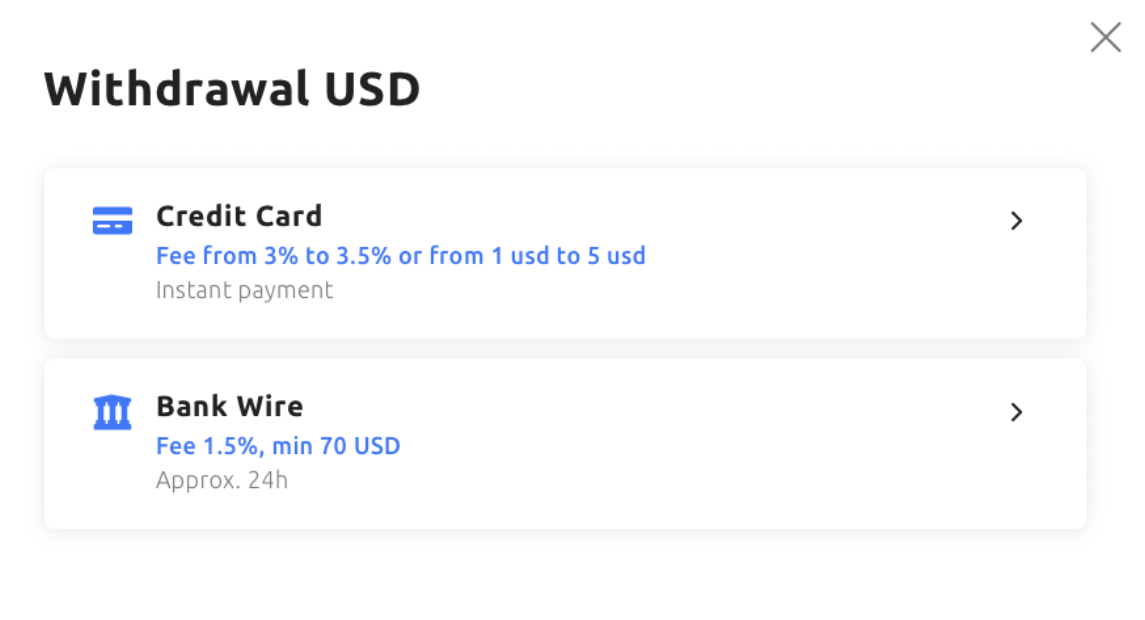 Withdrawal USD
Credit Card
Fee from 3% to 3.5% or from 1 usd to 5 usd
Instant payment
Bank Wire
Fee 1.5%, min 70 USD
Approx. 24h